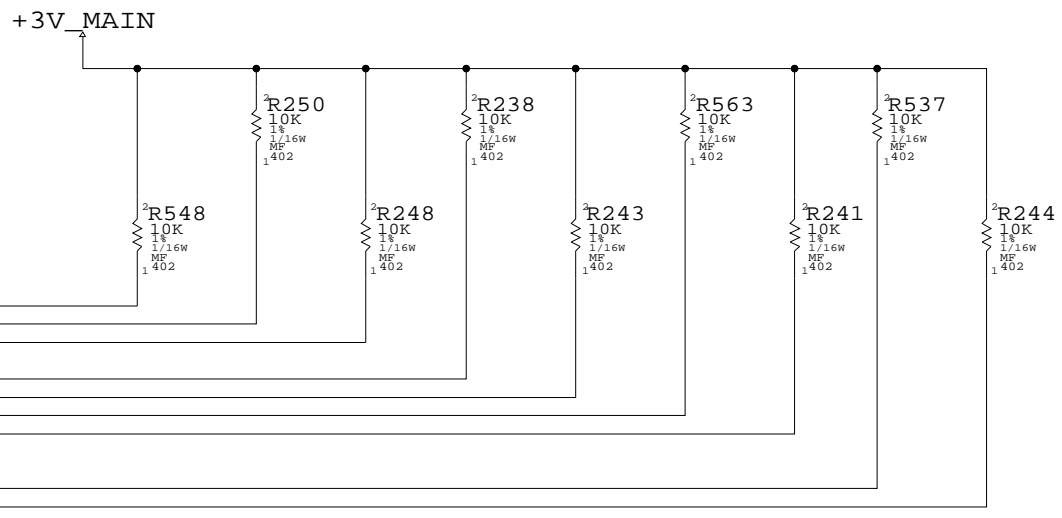 +3V_MAIN
2
R250
10K
1%
1/16W
MF
402
1
2
R238
10K
1%
1/16W
MF
402
1
2
R563
10K
1%
1/16W
MF
402
1
2
R537
10K
1%
1/16W
MF
402
1
2
R548
10K
1%
1/16W
MF
402
1
2
R248
10K
1%
1/16W
MF
402
1
2
R243
10K
1%
1/16W
MF
402
1
2
R241
10K
1%
1/16W
MF
402
1
2
R244
10K
1%
1/16W
MF
402
1